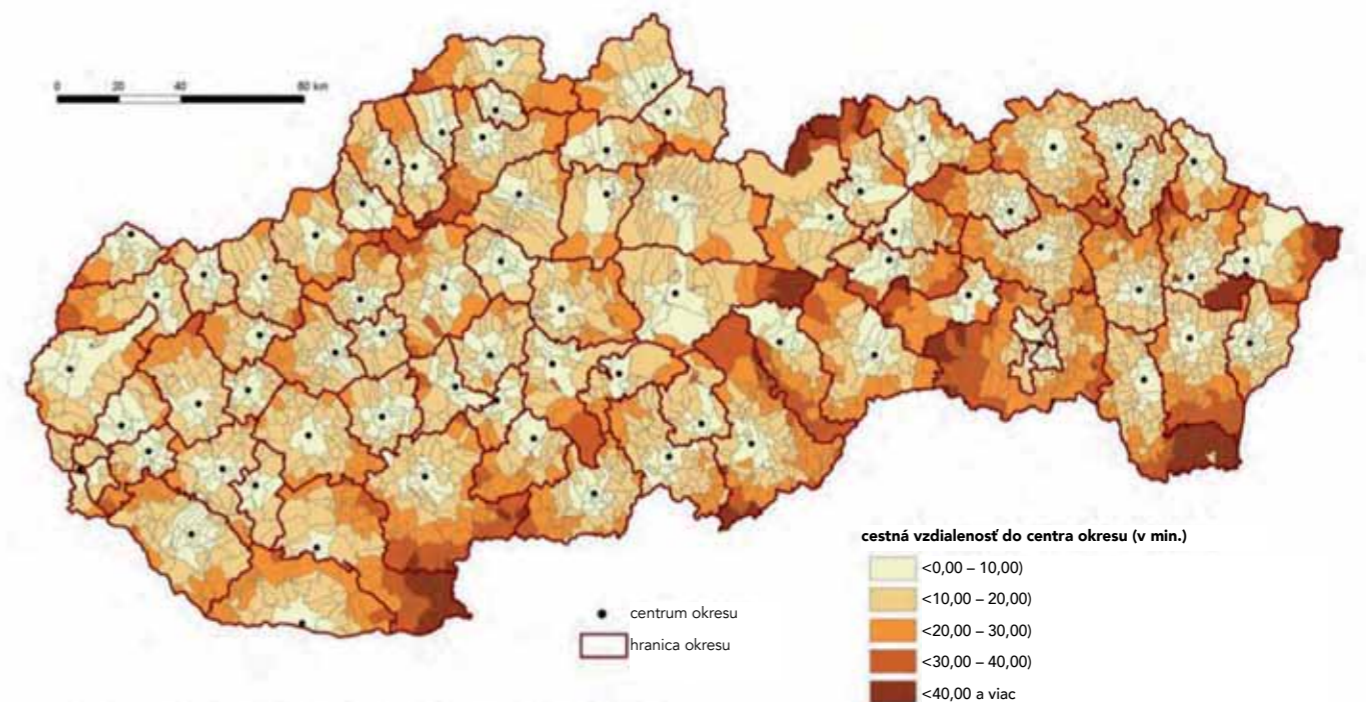 0 20 40 80 km
cestná vzdialenosť do centra okresu (v min.)
<0,00 – 10,00)
<10,00 – 20,00)
<20,00 – 30,00)
<30,00 – 40,00)
<40,00 a viac
centrum okresu
hranica okresu